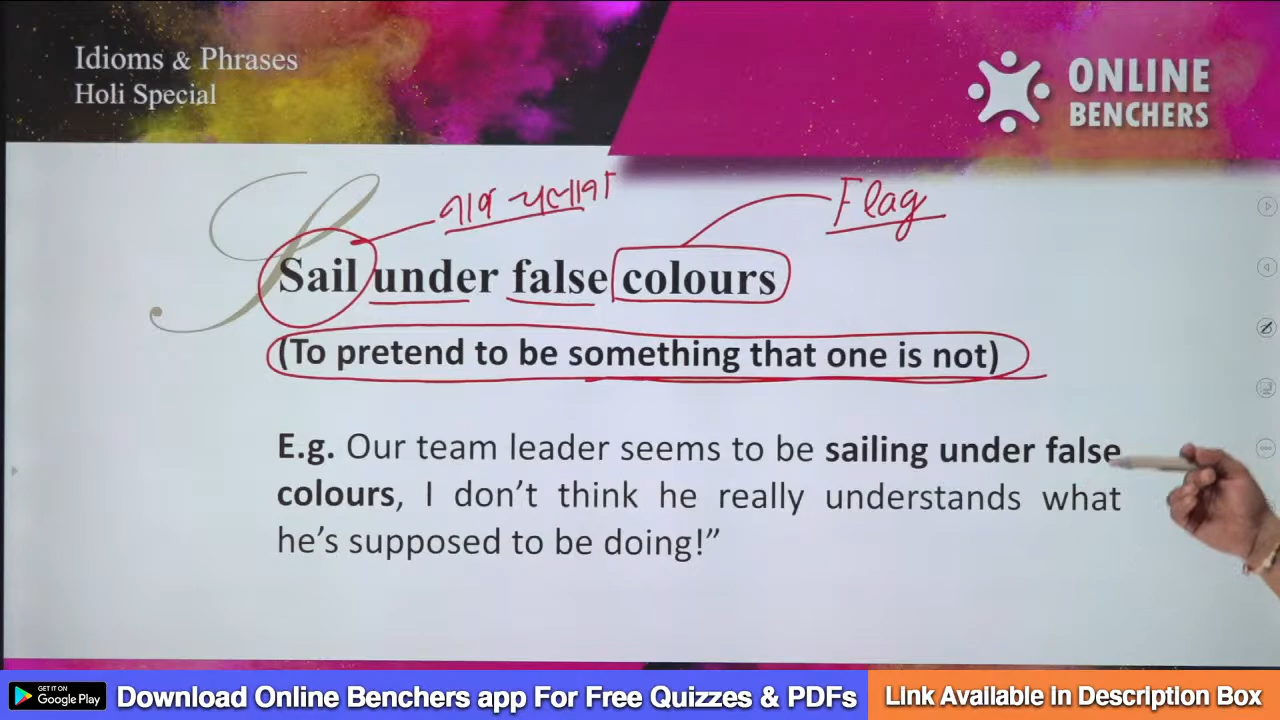 Idioms & Phrases
Holi Special
ONLINE
BENCHERS
नाव चलाना
Flag
Sail under false colours
(To pretend to be something that one is not)
E.g. Our team leader seems to be sailing under false
colours, I don’t think he really understands what
he’s supposed to be doing!”
GET IT ON
Google Play
Download Online Benchers app For Free Quizzes & PDFs
Link Available In Description Box